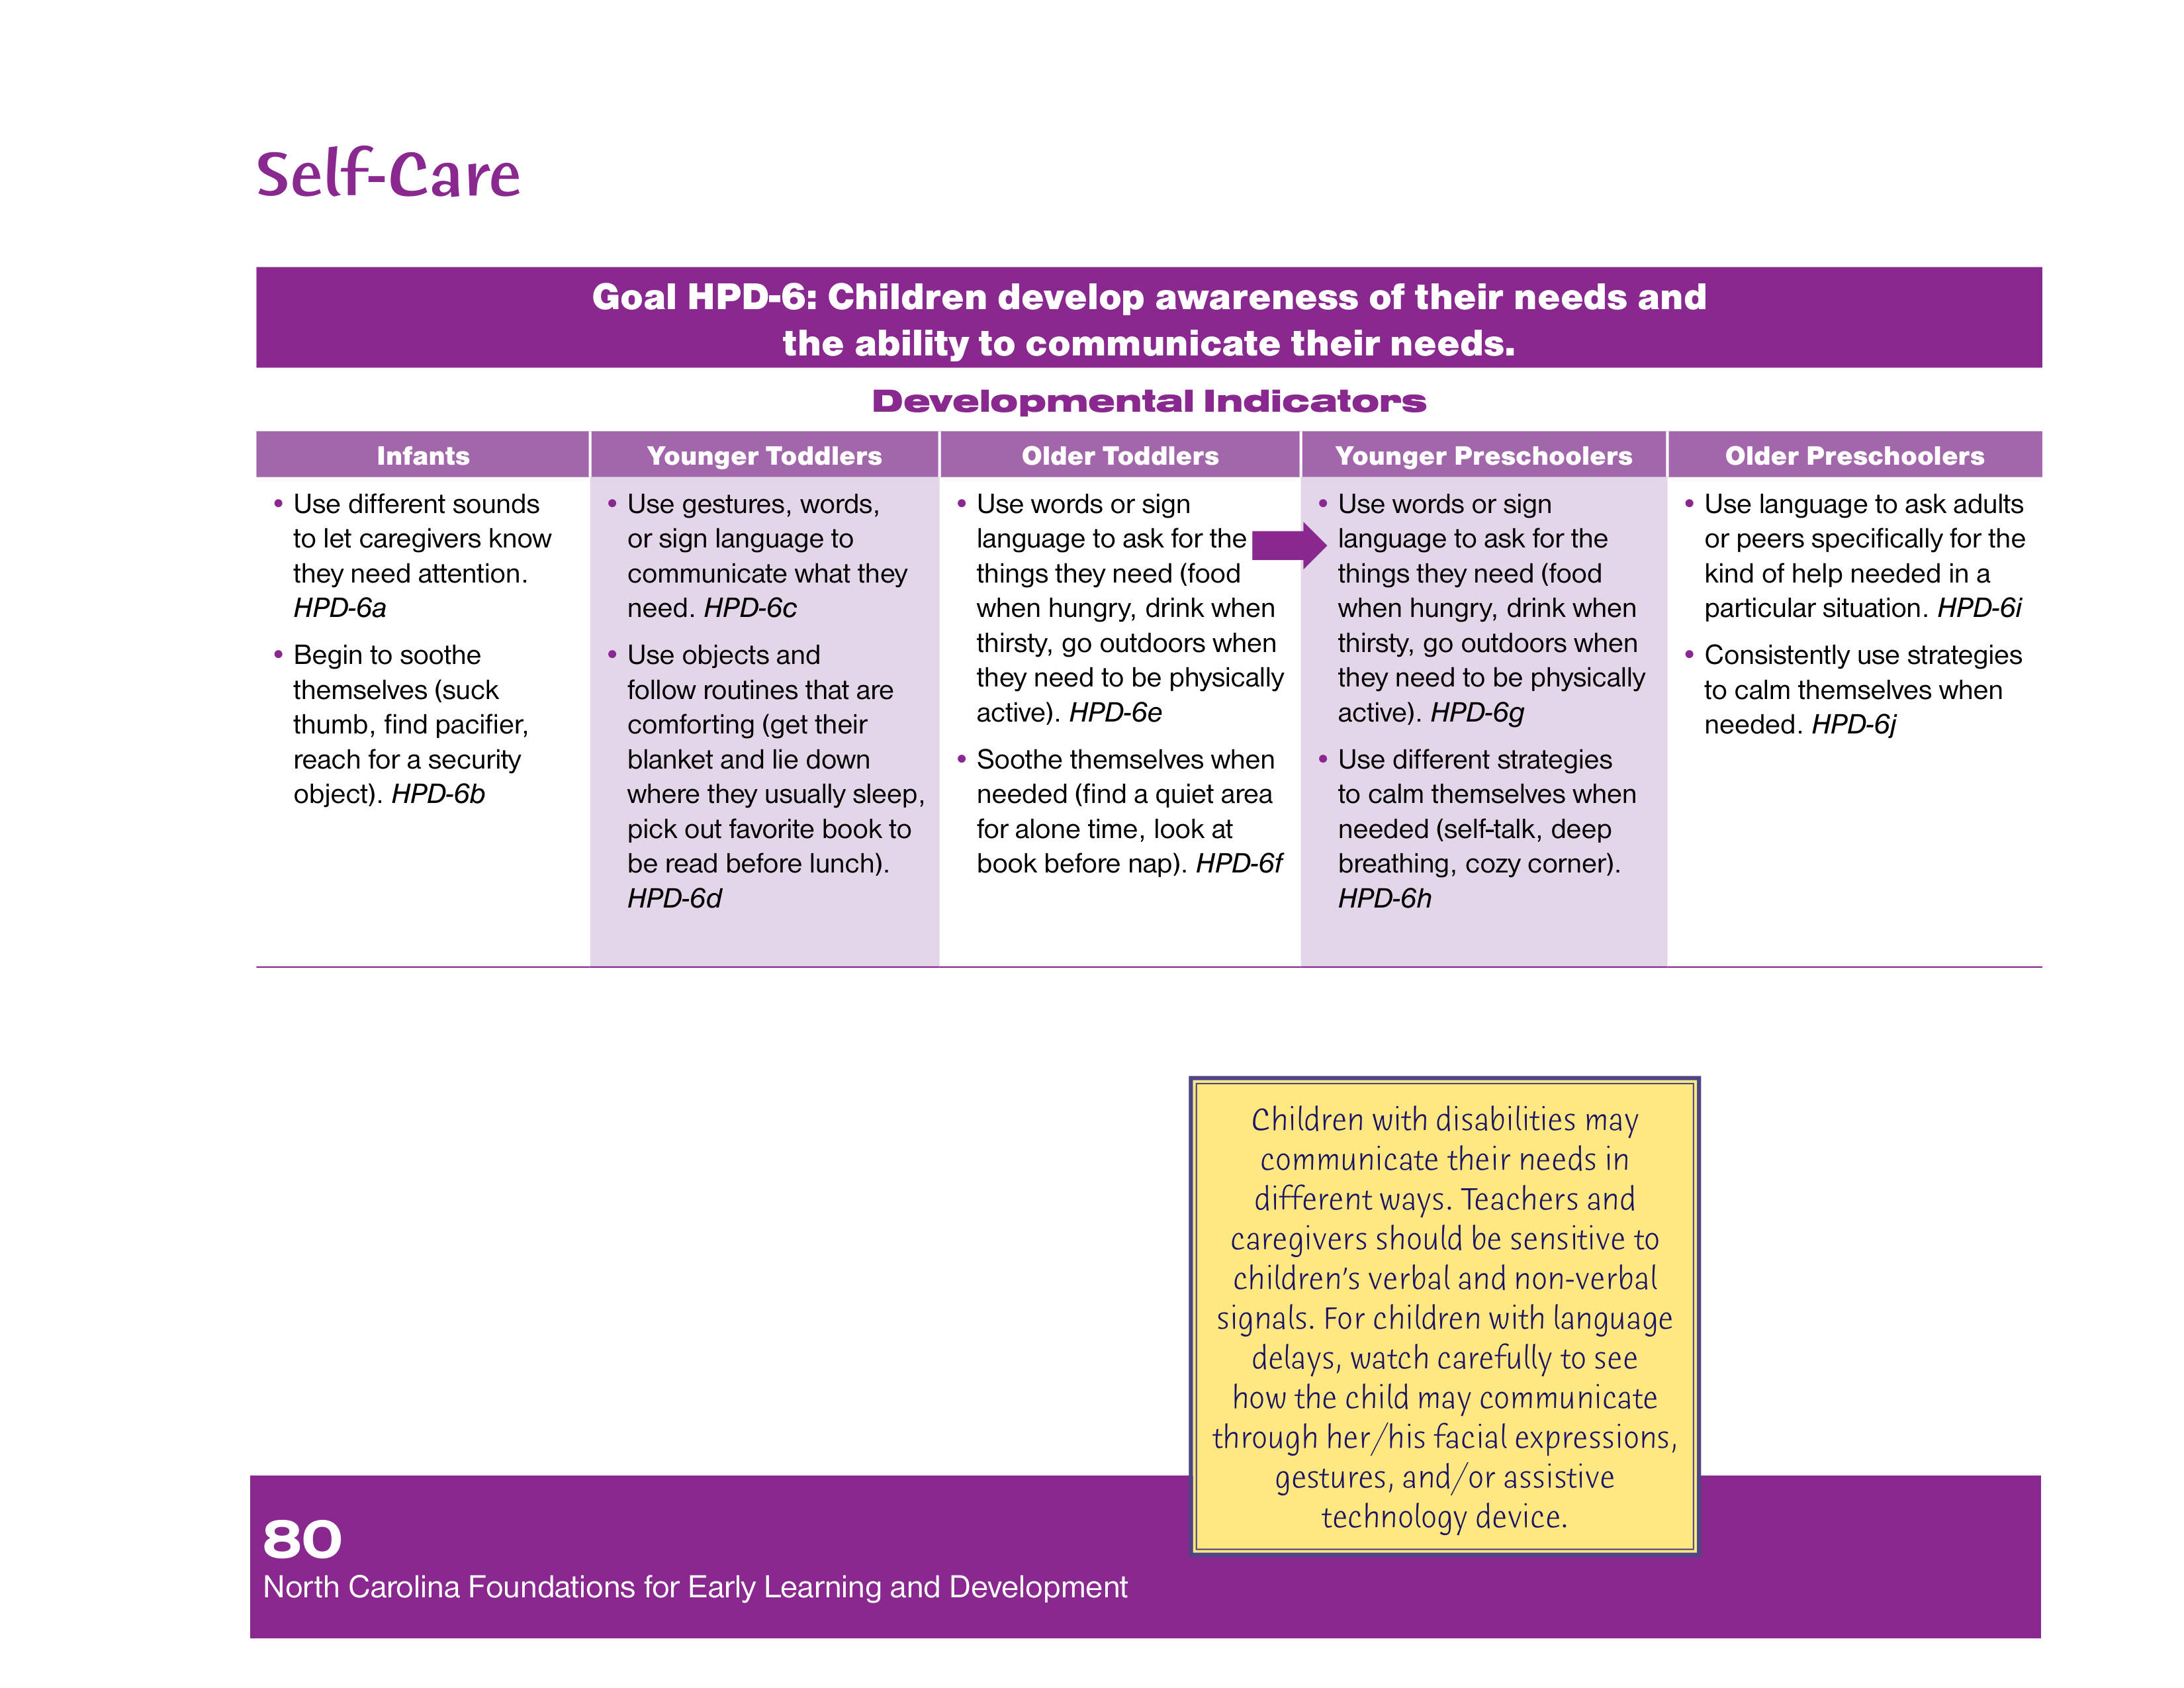 Self-Care
Goal HPD-6: Children develop awareness of their needs and
the ability to communicate their needs.
Developmental Indicators
Infants
• Use different sounds
to let caregivers know
they need attention.
HPD-6a
• Begin to soothe
themselves (suck
thumb, find pacifier,
reach for a security
object). HPD-6b
Younger Toddlers
• Use gestures, words,
or sign language to
communicate what they
need. HPD-6c
• Use objects and
follow routines that are
comforting (get their
blanket and lie down
where they usually sleep,
pick out favorite book to
be read before lunch).
HPD-6d
Older Toddlers
• Use words or sign
language to ask for the
things they need (food
when hungry, drink when
thirsty, go outdoors when
they need to be physically
active). HPD-6e
• Soothe themselves when
needed (find a quiet area
for alone time, look at
book before nap). HPD-6f
Younger Preschoolers
• Use words or sign
language to ask for the
things they need (food
when hungry, drink when
thirsty, go outdoors when
they need to be physically
active). HPD-6g
• Use different strategies
to calm themselves when
needed (self-talk, deep
breathing, cozy corner).
HPD-6h
Older Preschoolers
• Use language to ask adults
or peers specifically for the
kind of help needed in a
particular situation. HPD-6i
• Consistently use strategies
to calm themselves when
needed. HPD-6j
Children with disabilities may
communicate their needs in
different ways. Teachers and
caregivers should be sensitive to
children’s verbal and non-verbal
signals. For children with language
delays, watch carefully to see
how the child may communicate
through her/his facial expressions,
gestures, and/or assistive
technology device.
80
North Carolina Foundations for Early Learning and Development